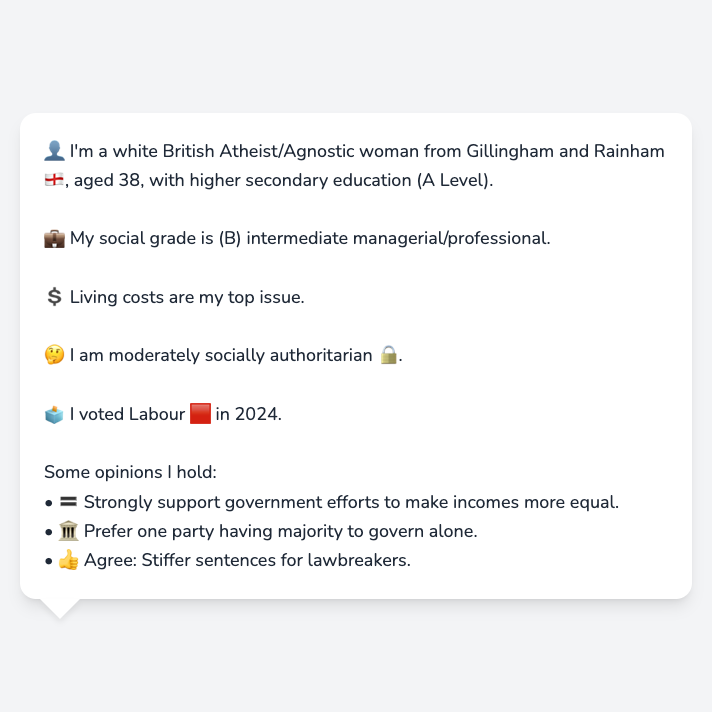 👤 I'm a white British Atheist/Agnostic woman from Gillingham and Rainham
🏴󠁧󠁢󠁥󠁮󠁧󠁿, aged 38, with higher secondary education (A Level).
💼 My social grade is (B) intermediate managerial/professional.
💲 Living costs are my top issue.
🤔 I am moderately socially authoritarian 🔒.
🗳️ I voted Labour 🟥 in 2024.
Some opinions I hold:
• 🟰 Strongly support government efforts to make incomes more equal.
• 🏛️ Prefer one party having majority to govern alone.
• 👍 Agree: Stiffer sentences for lawbreakers.